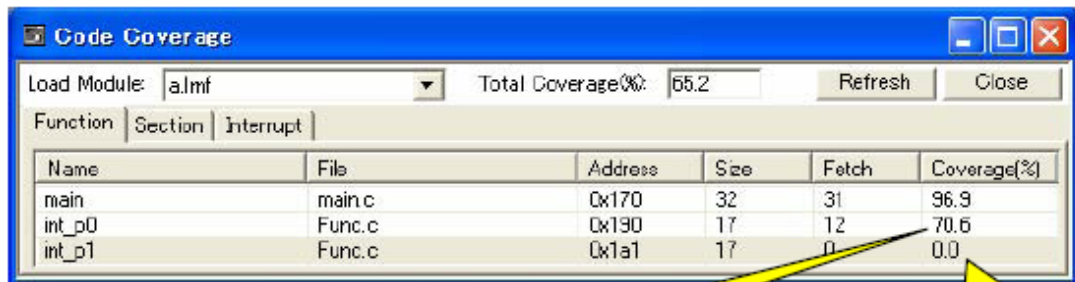 Code Coverage
Load Module: a.lmf Total Coverage(%): 65.2 Refresh Close
Function Section Interrupt
Name File Address Size Fetch Coverage(%)
main main.c 0x170 32 31 96.9
int_p0 Func.c 0x190 17 12 70.6
int_p1 Func.c 0x1a1 17 0 0.0